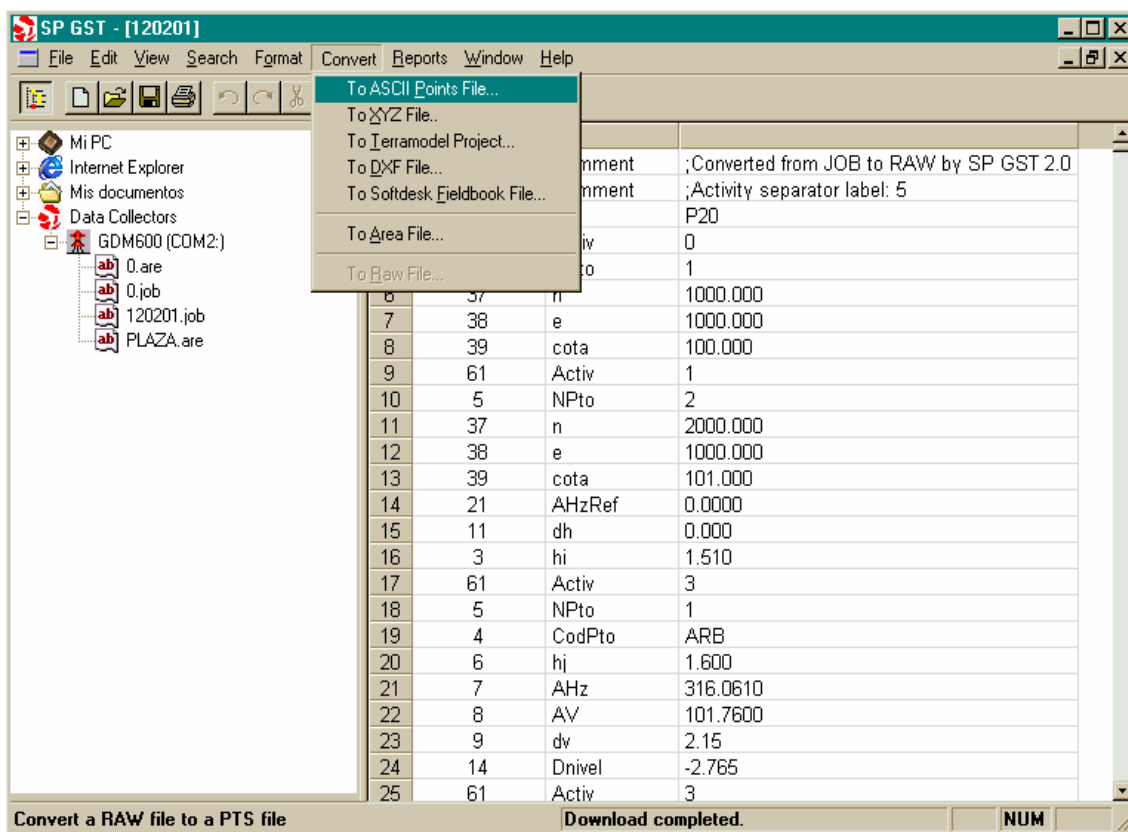 SP GST - [120201]
File Edit View Search Format Convert Reports Window Help
To ASCII Points File...
To XYZ File..
To Terramodel Project...
To DXF File...
To Softdesk Fieldbook File...
To Area File...
To Raw File...
Mi PC
Internet Explorer
Mis documentos
Data Collectors
GDM600 (COM2:)
0.are
0.job
120201.job
PLAZA.are
mment ;Converted from JOB to RAW by SP GST 2.0
mment ;Activity separator label: 5
P20
iv 0
to 1
6 37 n 1000.000
7 38 e 1000.000
8 39 cota 100.000
9 61 Activ 1
10 5 NPto 2
11 37 n 2000.000
12 38 e 1000.000
13 39 cota 101.000
14 21 AHzRef 0.0000
15 11 dh 0.000
16 3 hi 1.510
17 61 Activ 3
18 5 NPto 1
19 4 CodPto ARB
20 6 hj 1.600
21 7 AHz 316.0610
22 8 AV 101.7600
23 9 dv 2.15
24 14 Dnivel -2.765
25 61 Activ 3
Convert a RAW file to a PTS file Download completed. NUM